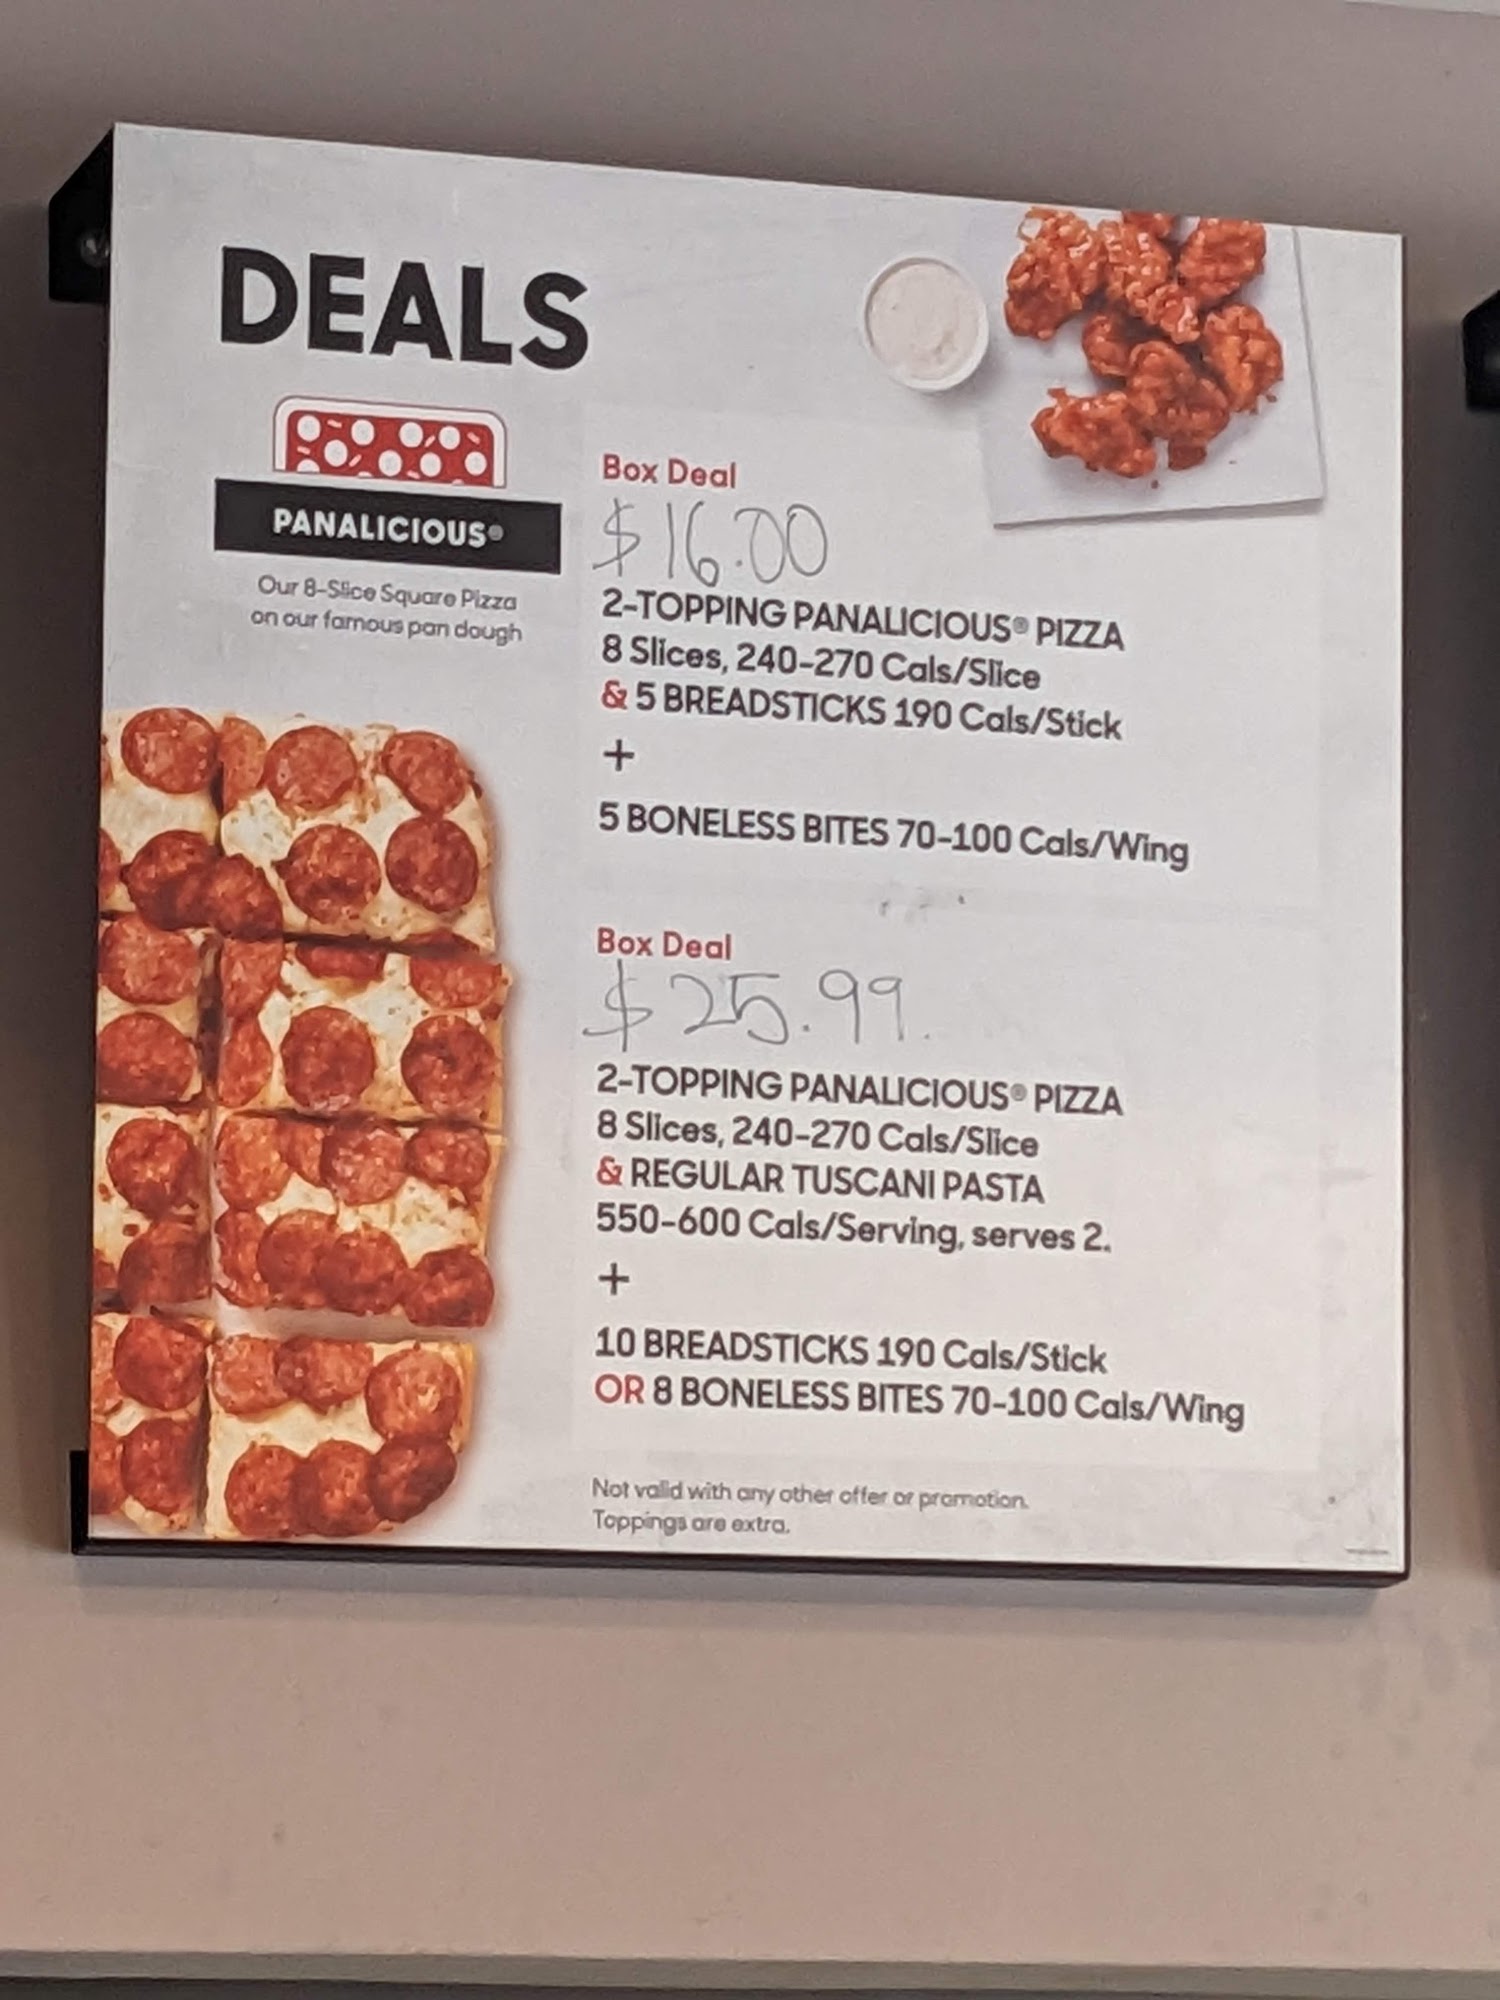 DEALS
PANALICIOUS®
Our 8-Slice Square Pizza
on our famous pan dough
Box Deal
$16.00
2-TOPPING PANALICIOUS® PIZZA
8 Slices, 240-270 Cals/Slice
& 5 BREADSTICKS 190 Cals/Stick
+
5 BONELESS BITES 70-100 Cals/Wing
Box Deal
$25.99.
2-TOPPING PANALICIOUS® PIZZA
8 Slices, 240-270 Cals/Slice
& REGULAR TUSCANI PASTA
550-600 Cals/Serving, serves 2.
+
10 BREADSTICKS 190 Cals/Stick
OR 8 BONELESS BITES 70-100 Cals/Wing
Not valid with any other offer or promotion.
Toppings are extra.